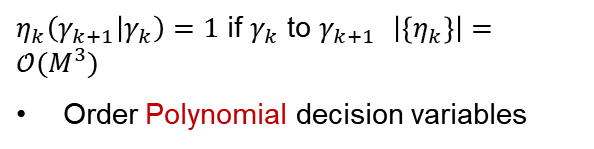 𝜂ₖ(𝛾ₖ₊₁|𝛾ₖ) = 1 if 𝛾ₖ to 𝛾ₖ₊₁ |{𝜂ₖ}| =
𝒪(𝑀³)
• Order Polynomial decision variables